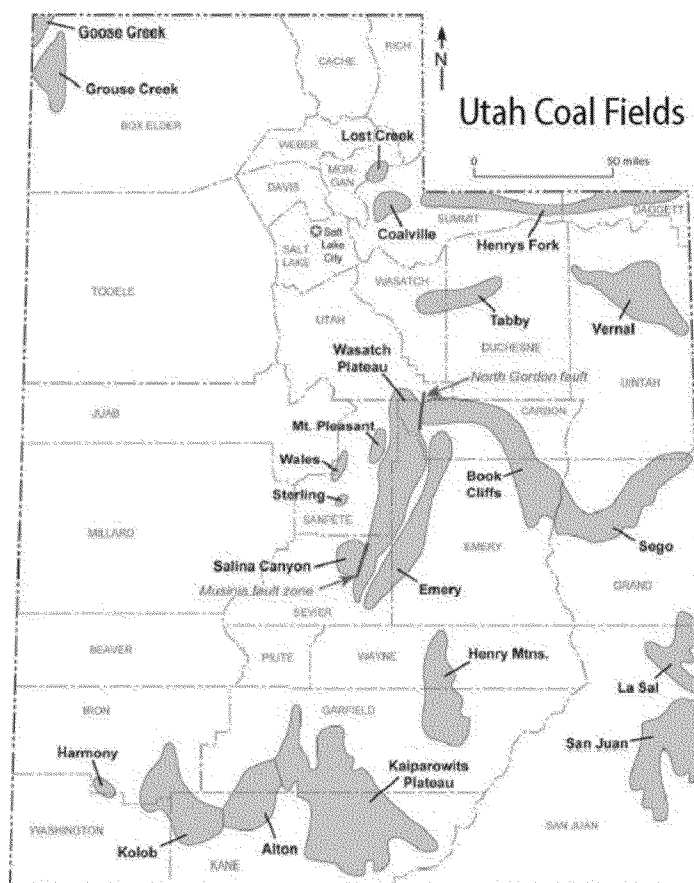 Goose Creek
Grouse Creek
BOX ELDER
CACHE
RICH
N
Utah Coal Fields
0 50 miles
Lost Creek
WEBER
MOR-
GAN
DAVIS
Coalville
SUMMIT
DAGGETT
Henrys Fork
Salt
Lake
City
SALT
LAKE
WASATCH
TOOELE
UTAH
Tabby
Vernal
DUCHESNE
UINTAH
Wasatch
Plateau
North Gordon fault
JUAB
CARBON
Mt. Pleasant
Wales
Book
Cliffs
Sterling
SANPETE
MILLARD
EMERY
Sego
Salina Canyon
GRAND
Musinia fault zone
Emery
SEVIER
BEAVER
PIUTE
WAYNE
Henry Mtns.
La Sal
IRON
GARFIELD
San Juan
Harmony
Kaiparowits
Plateau
WASHINGTON
Kolob
Alton
KANE
SAN JUAN